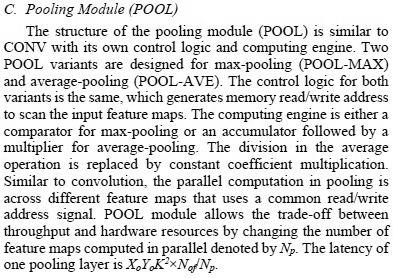 C. Pooling Module (POOL)
The structure of the pooling module (POOL) is similar to
CONV with its own control logic and computing engine. Two
POOL variants are designed for max-pooling (POOL-MAX)
and average-pooling (POOL-AVE). The control logic for both
variants is the same, which generates memory read/write address
to scan the input feature maps. The computing engine is either a
comparator for max-pooling or an accumulator followed by a
multiplier for average-pooling. The division in the average
operation is replaced by constant coefficient multiplication.
Similar to convolution, the parallel computation in pooling is
across different feature maps that uses a common read/write
address signal. POOL module allows the trade-off between
throughput and hardware resources by changing the number of
feature maps computed in parallel denoted by Np. The latency of
one pooling layer is XoYoK²×Nof/Np.